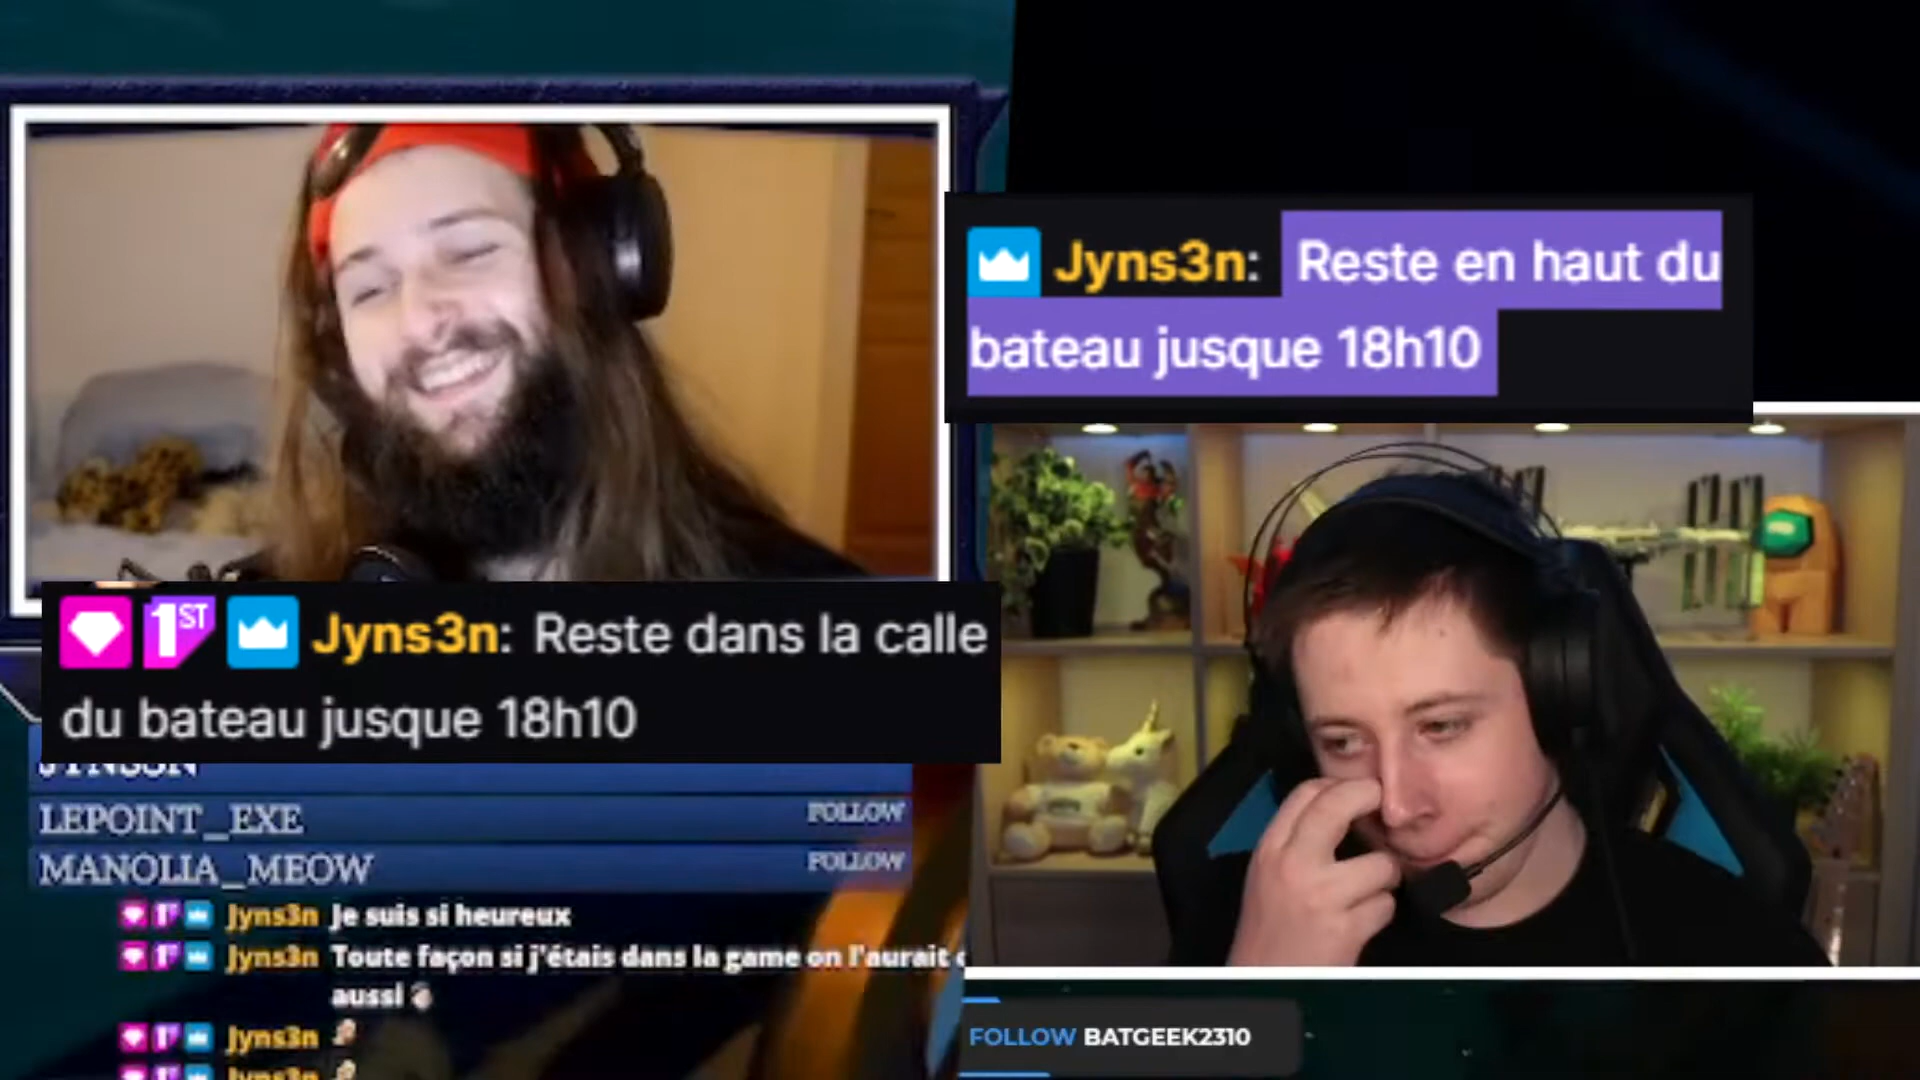 Jyns3n: Reste en haut du
bateau jusque 18h10
1ST Jyns3n: Reste dans la calle
du bateau jusque 18h10
LEPOINT_EXE FOLLOW
MANOLIA_MEOW FOLLOW
Jyns3n Je suis si heureux
Jyns3n Toute façon si j'étais dans la game on l'aurait
aussi
Jyns3n
Jyns3n
FOLLOW BATGEEK2310